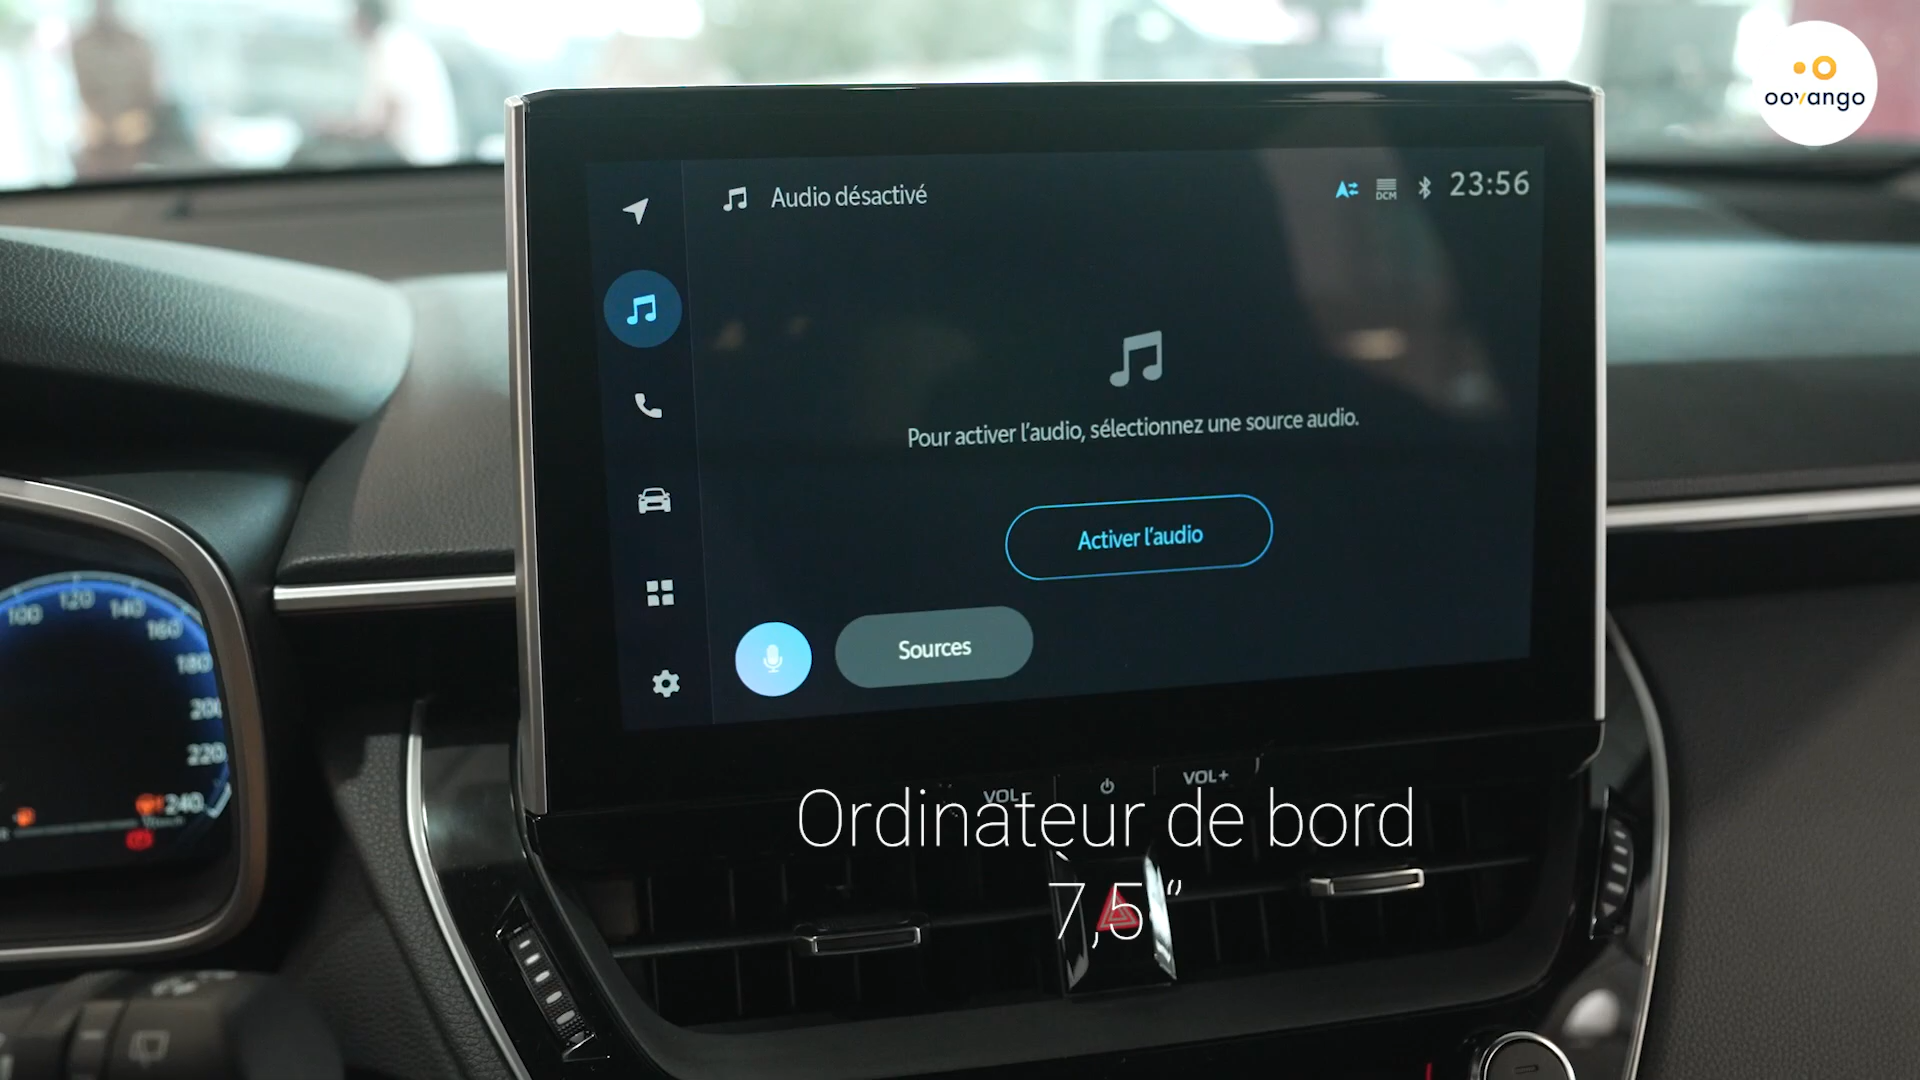 oovango
Audio désactivé
DCM
23:56
Pour activer l'audio, sélectionnez une source audio.
Activer l'audio
Sources
VOL-
VOL+
Ordinateur de bord
7,5 “
100
120
140
160
180
200
220
240